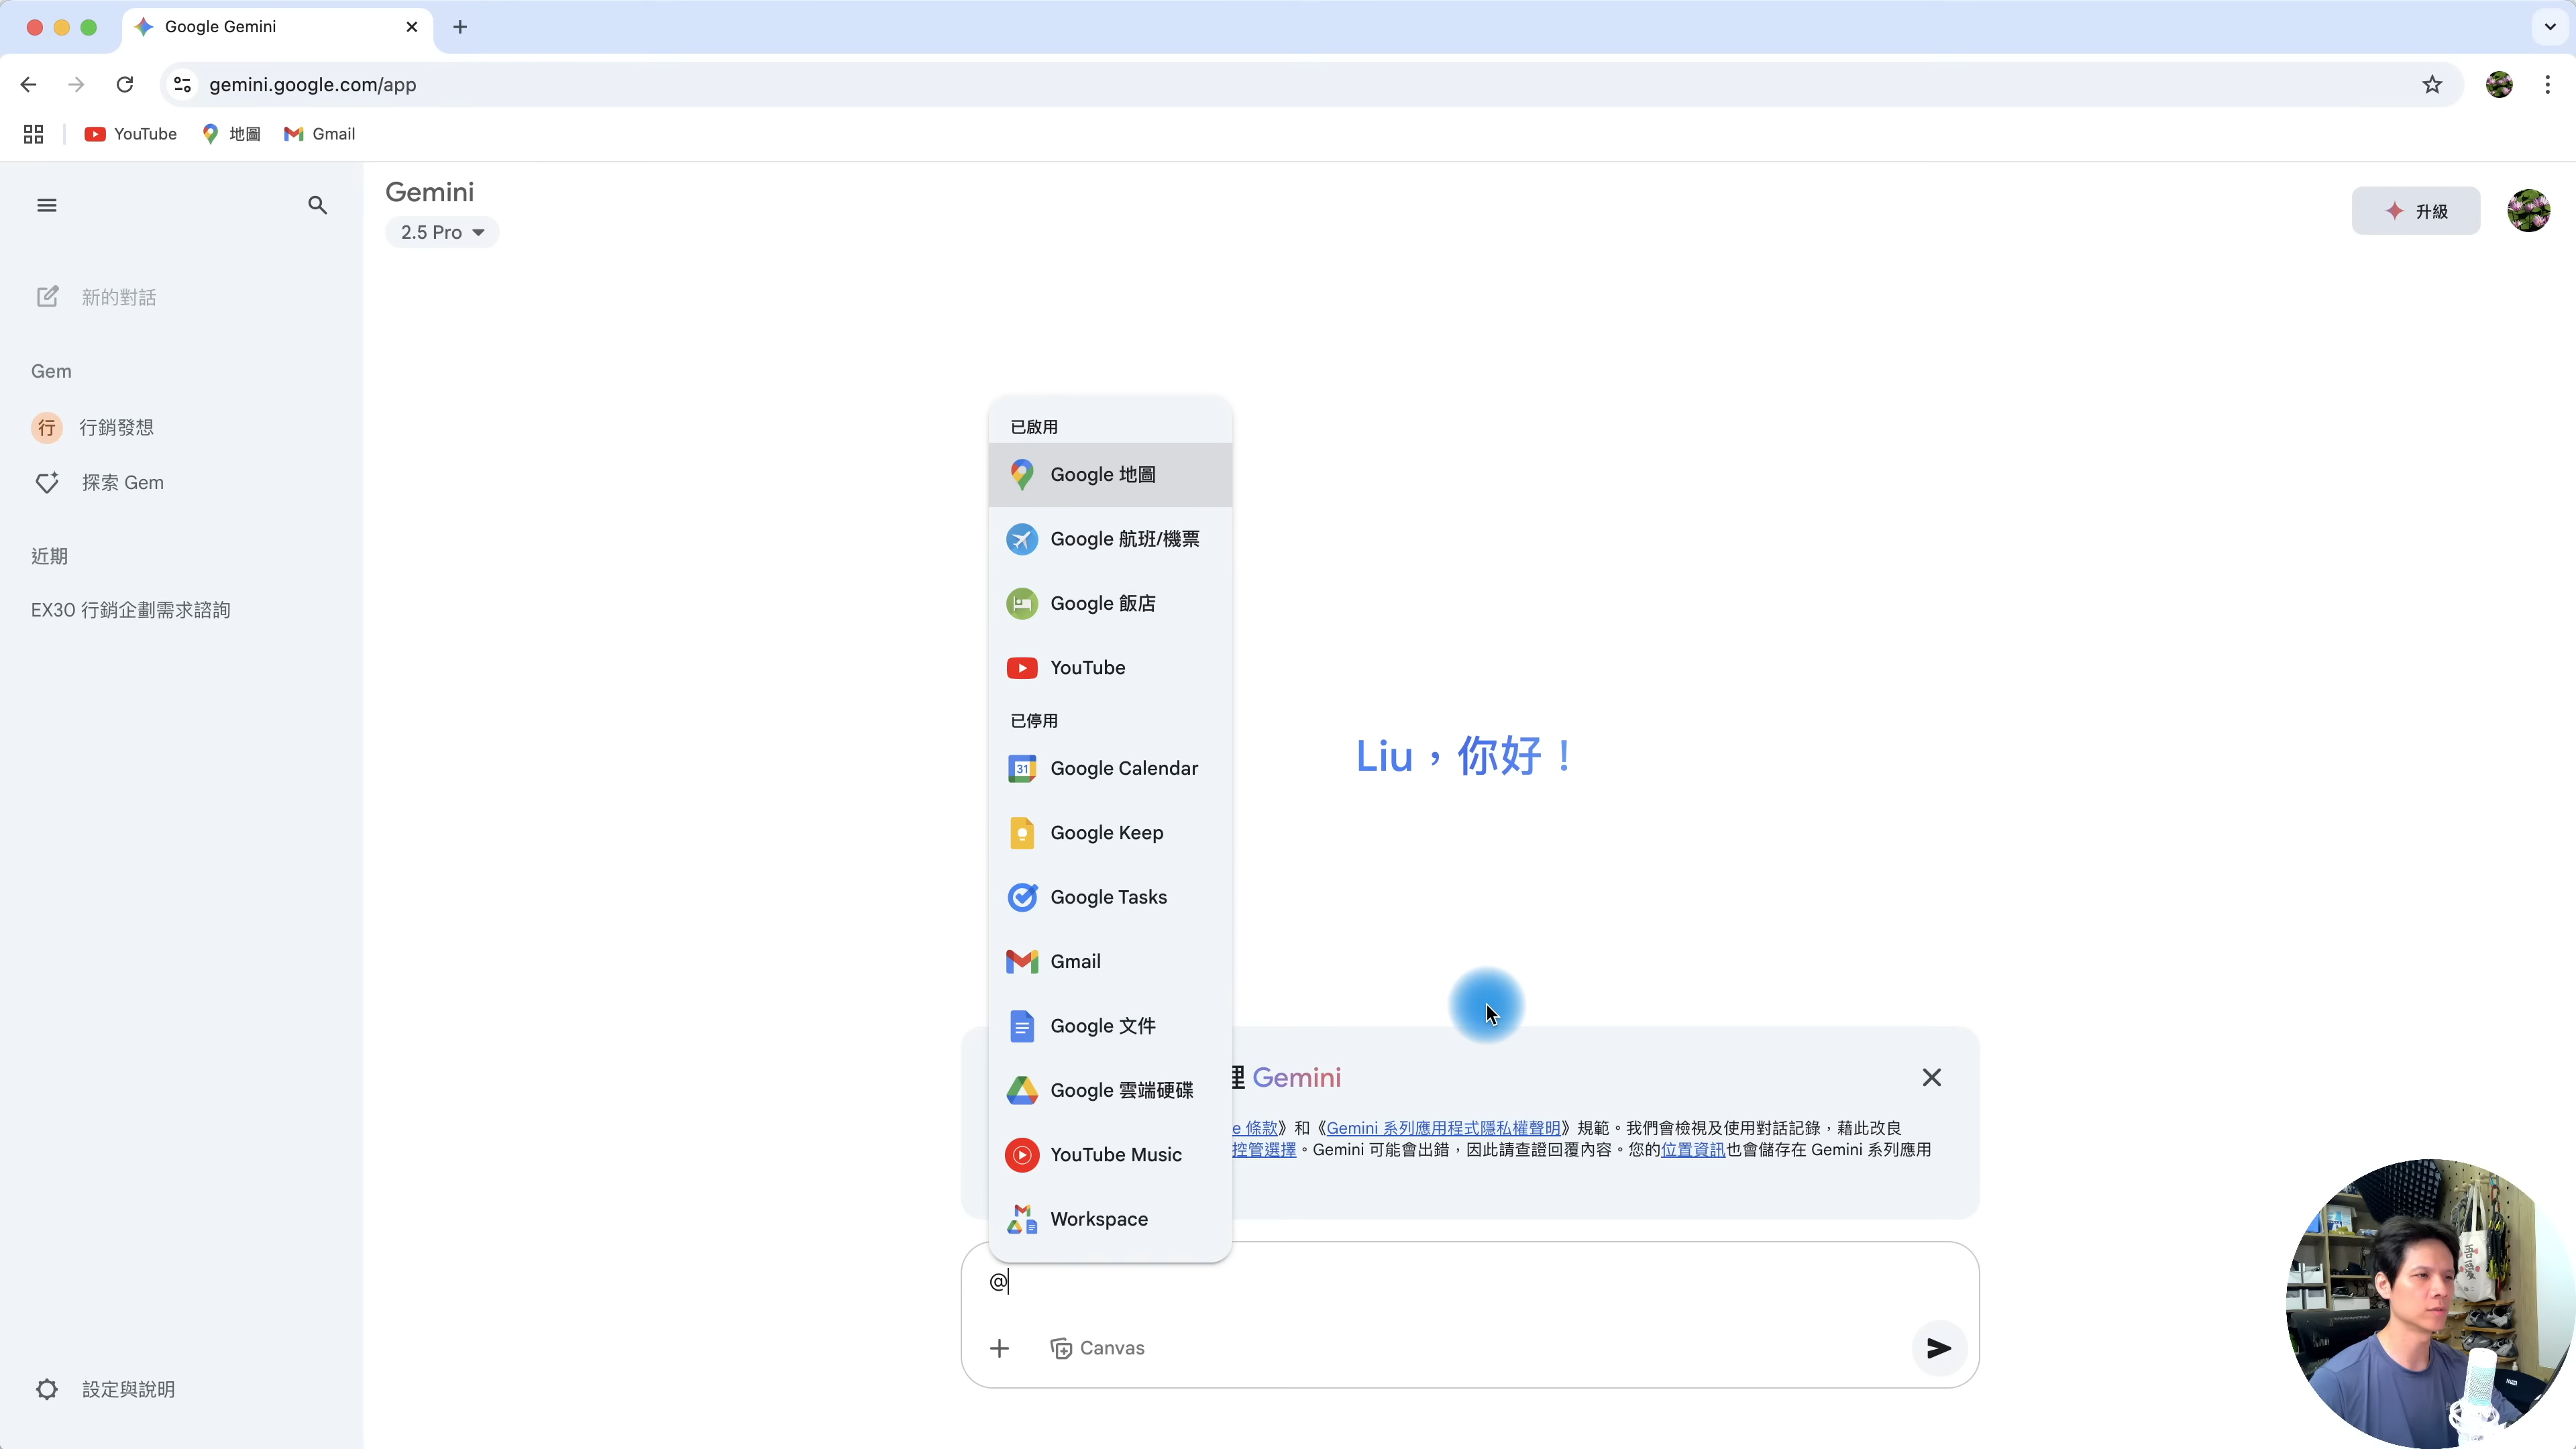 Google Gemini
gemini.google.com/app
YouTube
地圖
Gmail
Gemini
2.5 Pro
升級
新的對話
Gem
行 行銷發想
探索 Gem
近期
EX30 行銷企劃需求諮詢
設定與說明
已啟用
Google 地圖
Google 航班/機票
Google 飯店
YouTube
已停用
31 Google Calendar
Google Keep
Google Tasks
Gmail
Google 文件
Google 雲端硬碟
YouTube Music
Workspace
Liu，你好！
Gemini
e 條款》和《Gemini 系列應用程式隱私權聲明》規範。我們會檢視及使用對話記錄，藉此改良
控管選擇。Gemini 可能會出錯，因此請查證回覆內容。您的位置資訊也會儲存在 Gemini 系列應用
@
Canvas